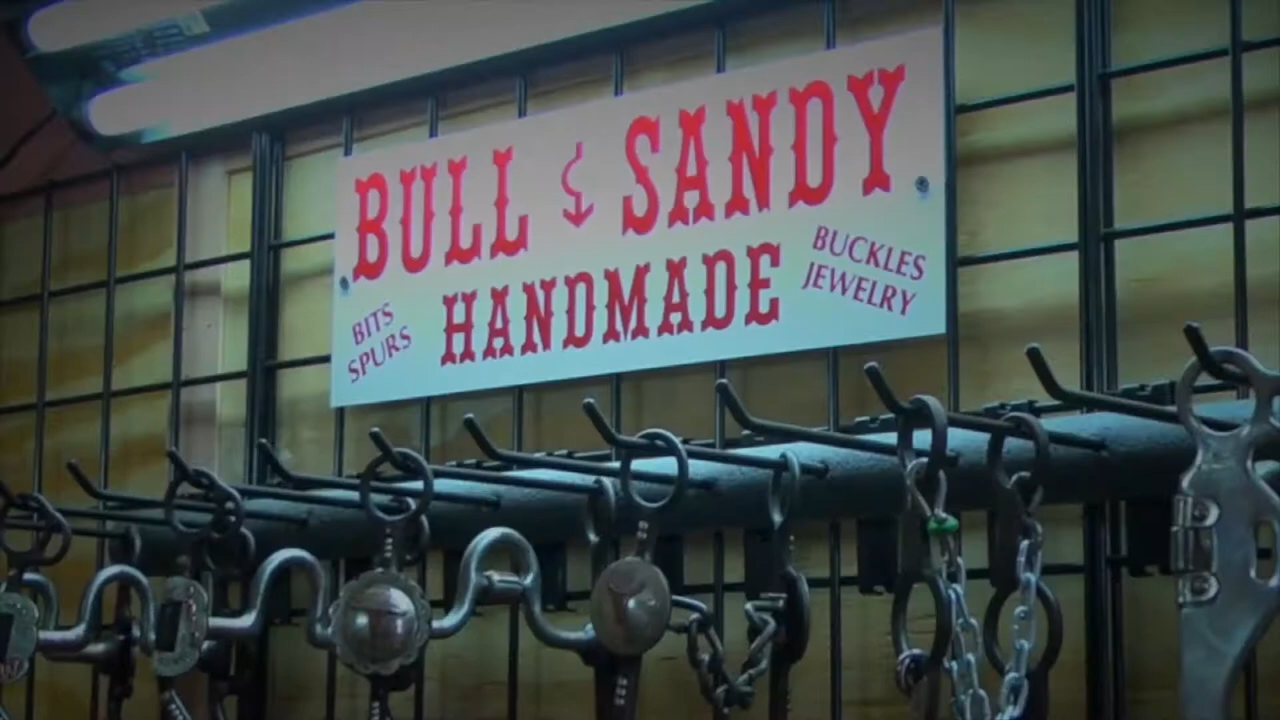 BULL & SANDY
HANDMADE
BITS
SPURS
BUCKLES
JEWELRY